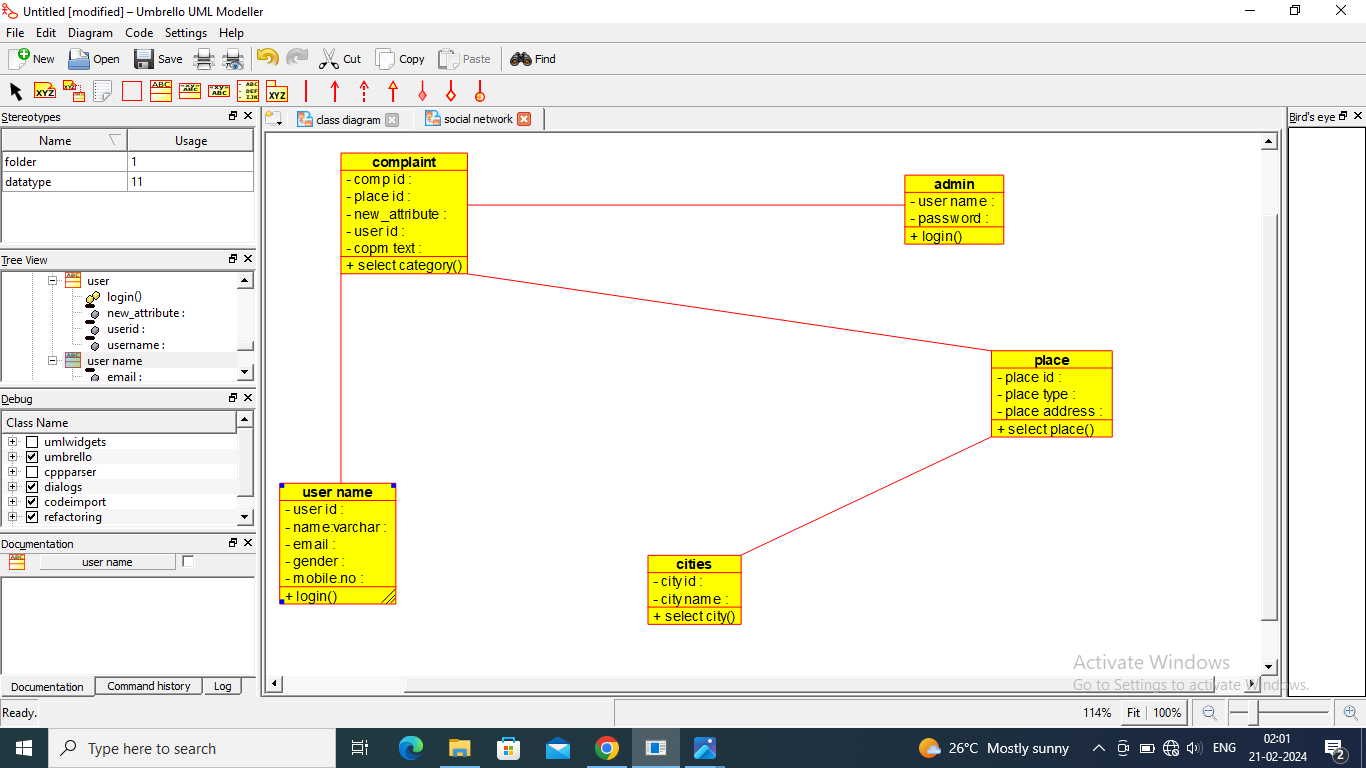 Untitled [modified] – Umbrello UML Modeller
File Edit Diagram Code Settings Help
New Open Save Cut Copy Paste Find
Stereotypes
Name Usage
folder 1
datatype 11
Tree View
user
login()
new_attribute :
userid :
username :
user name
email :
Debug
Class Name
umlwidgets
umbrello
cppparser
dialogs
codeimport
refactoring
Documentation
user name
Documentation Command history Log
class diagram social network
complaint
- comp id :
- place id :
- new_attribute :
- user id :
- copm text :
+ select category()
admin
- user name :
- password :
+ login()
place
- place id :
- place type :
- place address :
+ select place()
user name
- user id :
- name:varchar :
- email :
- gender :
- mobile.no :
+ login()
cities
- city id :
- city name :
+ select city()
Bird's eye
Activate Windows
Go to Settings to activate Windows.
Ready.
114% Fit 100%
Type here to search
26°C Mostly sunny
ENG
02:01
21-02-2024
2